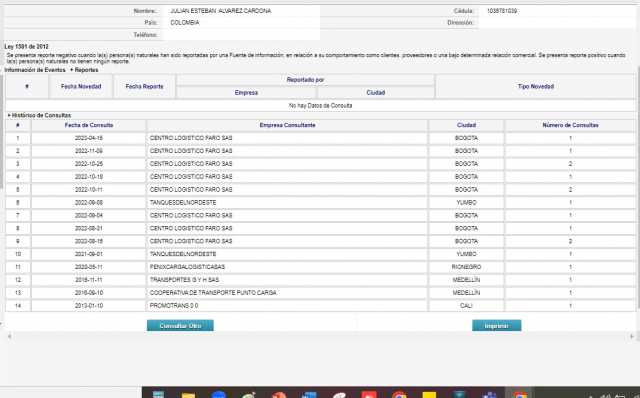 Nombre: JULIAN ESTEBAN ALVAREZ CARDONA Cédula: 1036781039
País: COLOMBIA Dirección:
Teléfono:
Ley 1581 de 2012
Se presenta reporte negativo cuando la(s) persona(s) naturales han sido reportadas por una Fuente de Información, en relación a su comportamiento como clientes, proveedores o una bajo determinada relación comercial. Se presenta reporte positivo cuando
la(s) persona(s) naturales no tienen ningún reporte.
Información de Eventos Reportes
# Fecha Novedad Fecha Reporte Reportado por Tipo Novedad
Empresa Ciudad
No hay Datos de Consulta
Histórico de Consultas
# Fecha de Consulta Empresa Consultante Ciudad Número de Consultas
1 2023-04-15 CENTRO LOGISTICO FARO SAS BOGOTA 1
2 2022-11-09 CENTRO LOGISTICO FARO SAS BOGOTA 1
3 2022-10-25 CENTRO LOGISTICO FARO SAS BOGOTA 2
4 2022-10-18 CENTRO LOGISTICO FARO SAS BOGOTA 1
5 2022-10-11 CENTRO LOGISTICO FARO SAS BOGOTA 2
6 2022-09-08 TANQUESDELNORDESTE YUMBO 1
7 2022-09-04 CENTRO LOGISTICO FARO SAS BOGOTA 1
8 2022-08-21 CENTRO LOGISTICO FARO SAS BOGOTA 1
9 2022-08-16 CENTRO LOGISTICO FARO SAS BOGOTA 2
10 2021-09-01 TANQUESDELNORDESTE YUMBO 1
11 2020-05-11 FENIXCARGALOGISTICASAS RIONEGRO 1
12 2018-11-11 TRANSPORTES G Y H SAS MEDELLÍN 1
13 2016-09-10 COOPERATIVA DE TRANSPORTE PUNTO CARGA MEDELLÍN 1
14 2013-01-10 PROMOTRANS 0 0 CALI 1
Consultar Otro Imprimir